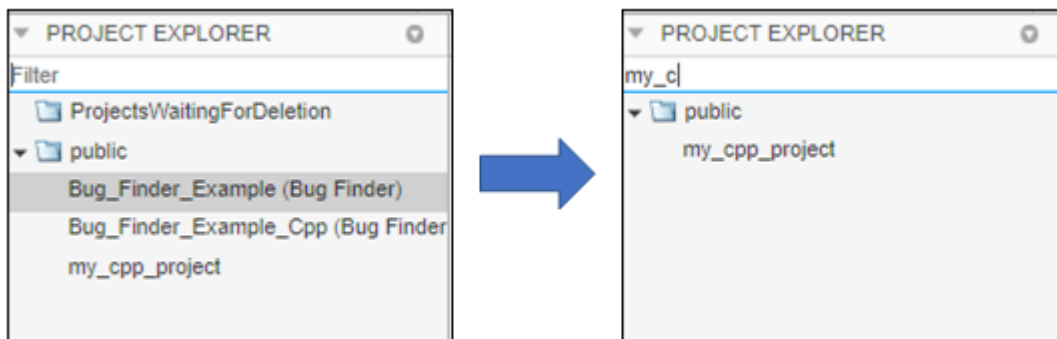 PROJECT EXPLORER
Filter
ProjectsWaitingForDeletion
public
Bug_Finder_Example (Bug Finder)
Bug_Finder_Example_Cpp (Bug Finder
my_cpp_project
PROJECT EXPLORER
my_c
public
my_cpp_project